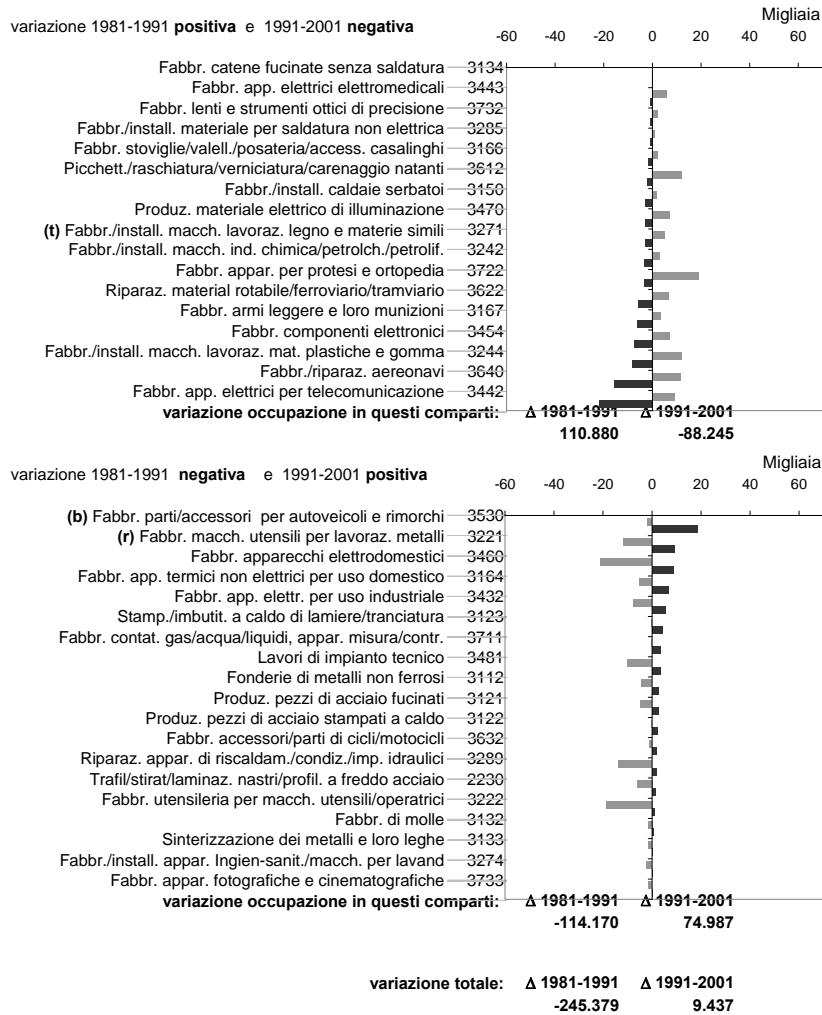 Migliaia
variazione 1981-1991 positiva e 1991-2001 negativa
-60 -40 -20 0 20 40 60
Fabbr. catene fucinate senza saldatura 3134
Fabbr. app. elettrici elettromedicali 3443
Fabbr. lenti e strumenti ottici di precisione 3732
Fabbr./install. materiale per saldatura non elettrica 3285
Fabbr. stoviglie/valell./posateria/access. casalinghi 3166
Picchett./raschiatura/verniciatura/carenaggio natanti 3612
Fabbr./install. caldaie serbatoi 3150
Produz. materiale elettrico di illuminazione 3470
(t) Fabbr./install. macch. lavoraz. legno e materie simili 3271
Fabbr./install. macch. ind. chimica/petrolch./petrolif. 3242
Fabbr. appar. per protesi e ortopedia 3722
Riparaz. material rotabile/ferroviario/tramviario 3622
Fabbr. armi leggere e loro munizioni 3167
Fabbr. componenti elettronici 3454
Fabbr./install. macch. lavoraz. mat. plastiche e gomma 3244
Fabbr./riparaz. aereonavi 3640
Fabbr. app. elettrici per telecomunicazione 3442
variazione occupazione in questi comparti: Δ 1981-1991 Δ 1991-2001
110.880 -88.245
Migliaia
variazione 1981-1991 negativa e 1991-2001 positiva
-60 -40 -20 0 20 40 60
(b) Fabbr. parti/accessori per autoveicoli e rimorchi 3530
(r) Fabbr. macch. utensili per lavoraz. metalli 3221
Fabbr. apparecchi elettrodomestici 3460
Fabbr. app. termici non elettrici per uso domestico 3164
Fabbr. app. elettr. per uso industriale 3432
Stamp./imbutit. a caldo di lamiere/tranciatura 3123
Fabbr. contat. gas/acqua/liquidi, appar. misura/contr. 3711
Lavori di impianto tecnico 3481
Fonderie di metalli non ferrosi 3112
Produz. pezzi di acciaio fucinati 3121
Produz. pezzi di acciaio stampati a caldo 3122
Fabbr. accessori/parti di cicli/motocicli 3632
Riparaz. appar. di riscaldam./condiz./imp. idraulici 3289
Trafil/stirat/laminaz. nastri/profil. a freddo acciaio 2230
Fabbr. utensileria per macch. utensili/operatrici 3222
Fabbr. di molle 3132
Sinterizzazione dei metalli e loro leghe 3133
Fabbr./install. appar. Ingien-sanit./macch. per lavand 3274
Fabbr. appar. fotografiche e cinematografiche 3733
variazione occupazione in questi comparti: Δ 1981-1991 Δ 1991-2001
-114.170 74.987
variazione totale: Δ 1981-1991 Δ 1991-2001
-245.379 9.437